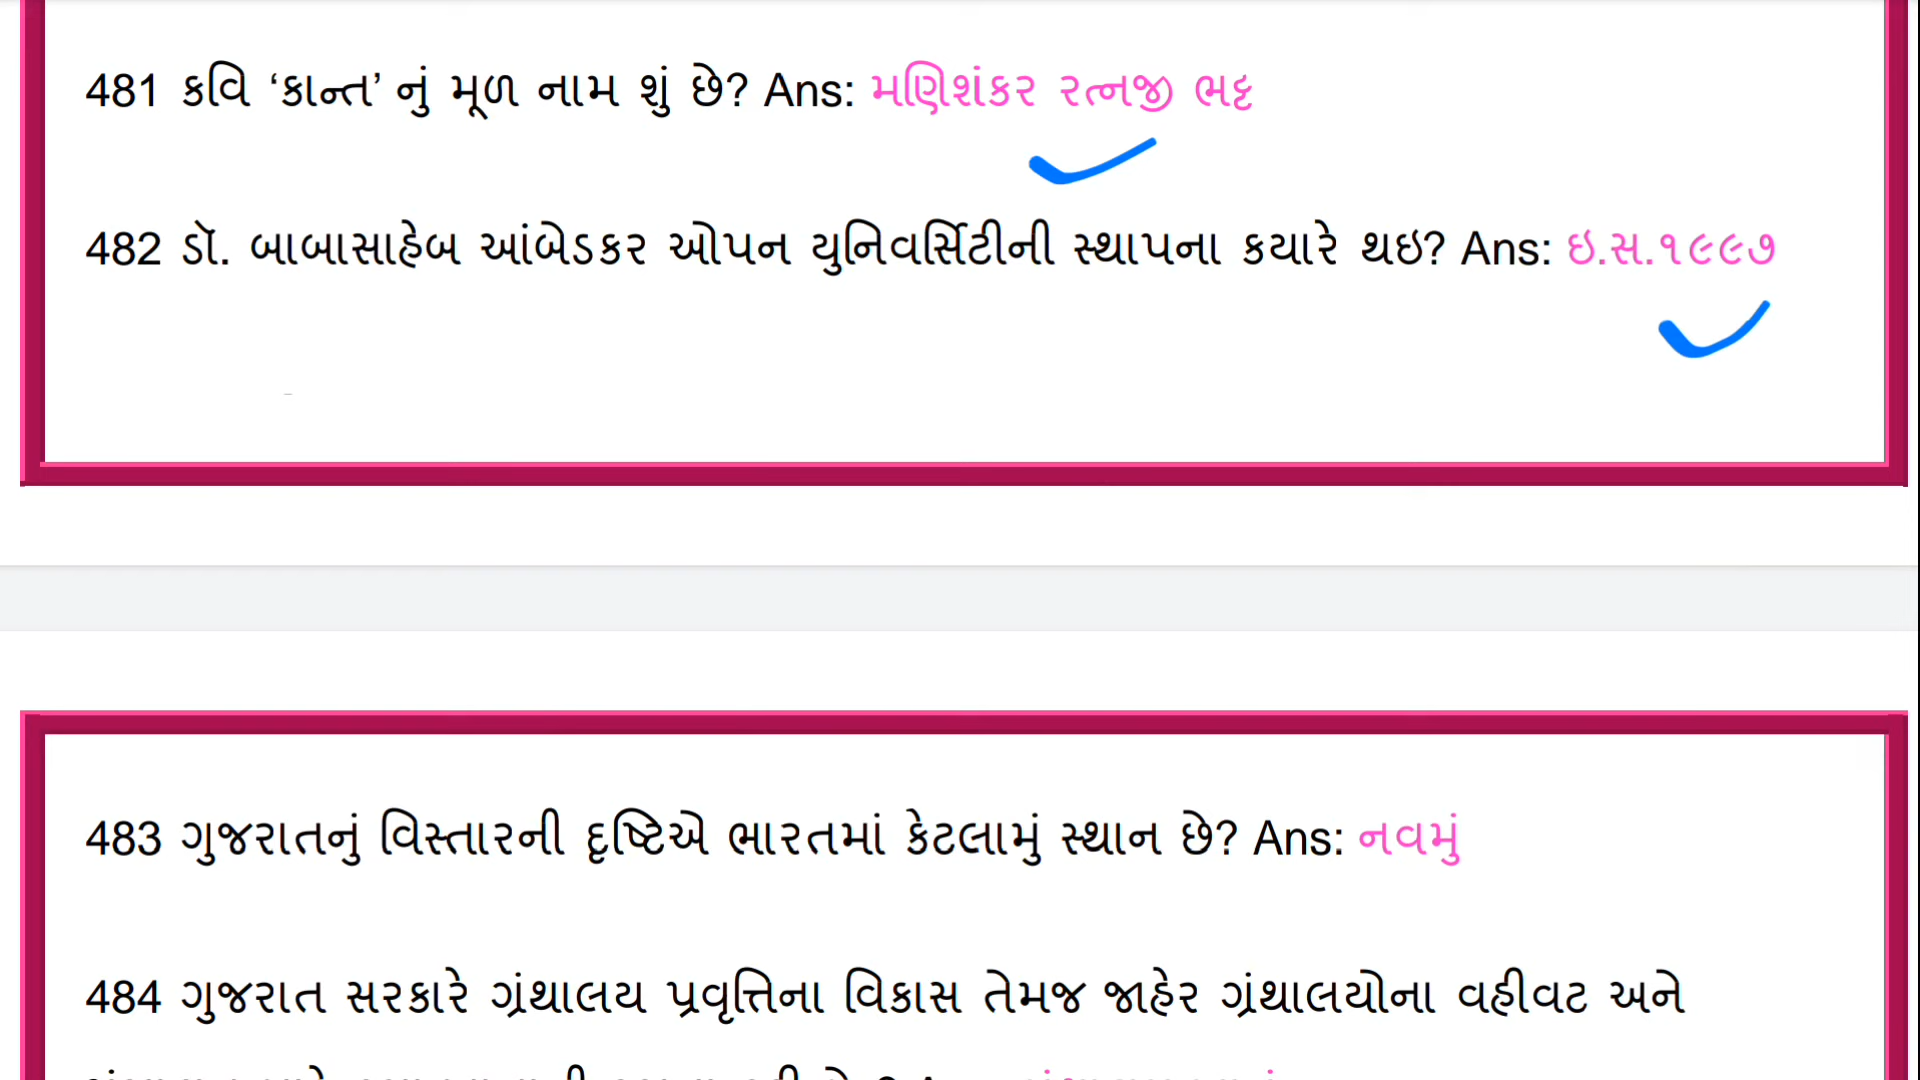 481 કવિ ‘કાન્ત’ નું મૂળ નામ શું છે? Ans: મણિશંકર રત્નજી ભટ્ટ
482 ડૉ. બાબાસાહેબ આંબેડકર ઓપન યુનિવર્સિટીની સ્થાપના કયારે થઇ? Ans: ઇ.સ.૧૯૯૭
483 ગુજરાતનું વિસ્તારની દૃષ્ટિએ ભારતમાં કેટલામું સ્થાન છે? Ans: નવમું
484 ગુજરાત સરકારે ગ્રંથાલય પ્રવૃત્તિના વિકાસ તેમજ જાહેર ગ્રંથાલયોના વહીવટ અને